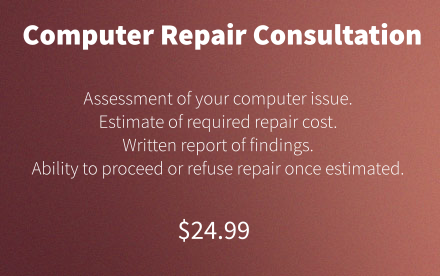 Computer Repair Consultation
Assessment of your computer issue.
Estimate of required repair cost.
Written report of findings.
Ability to proceed or refuse repair once estimated.
$24.99